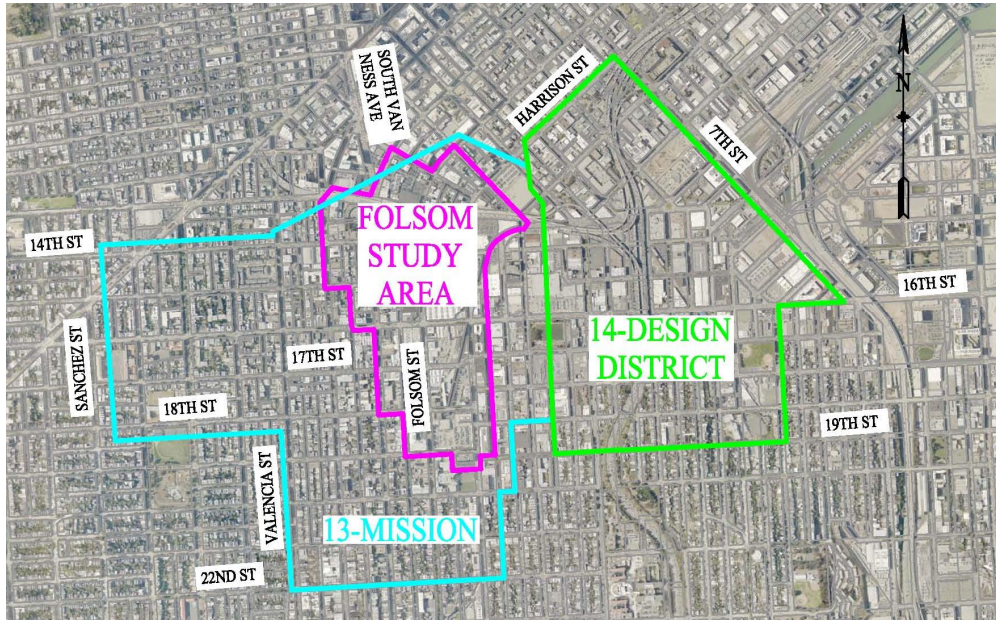 SOUTH VAN
NESS AVE
HARRISON ST
N
7TH ST
FOLSOM
STUDY
AREA
14TH ST
16TH ST
14-DESIGN
DISTRICT
17TH ST
SANCHEZ ST
FOLSOM ST
18TH ST
19TH ST
VALENCIA ST
13-MISSION
22ND ST